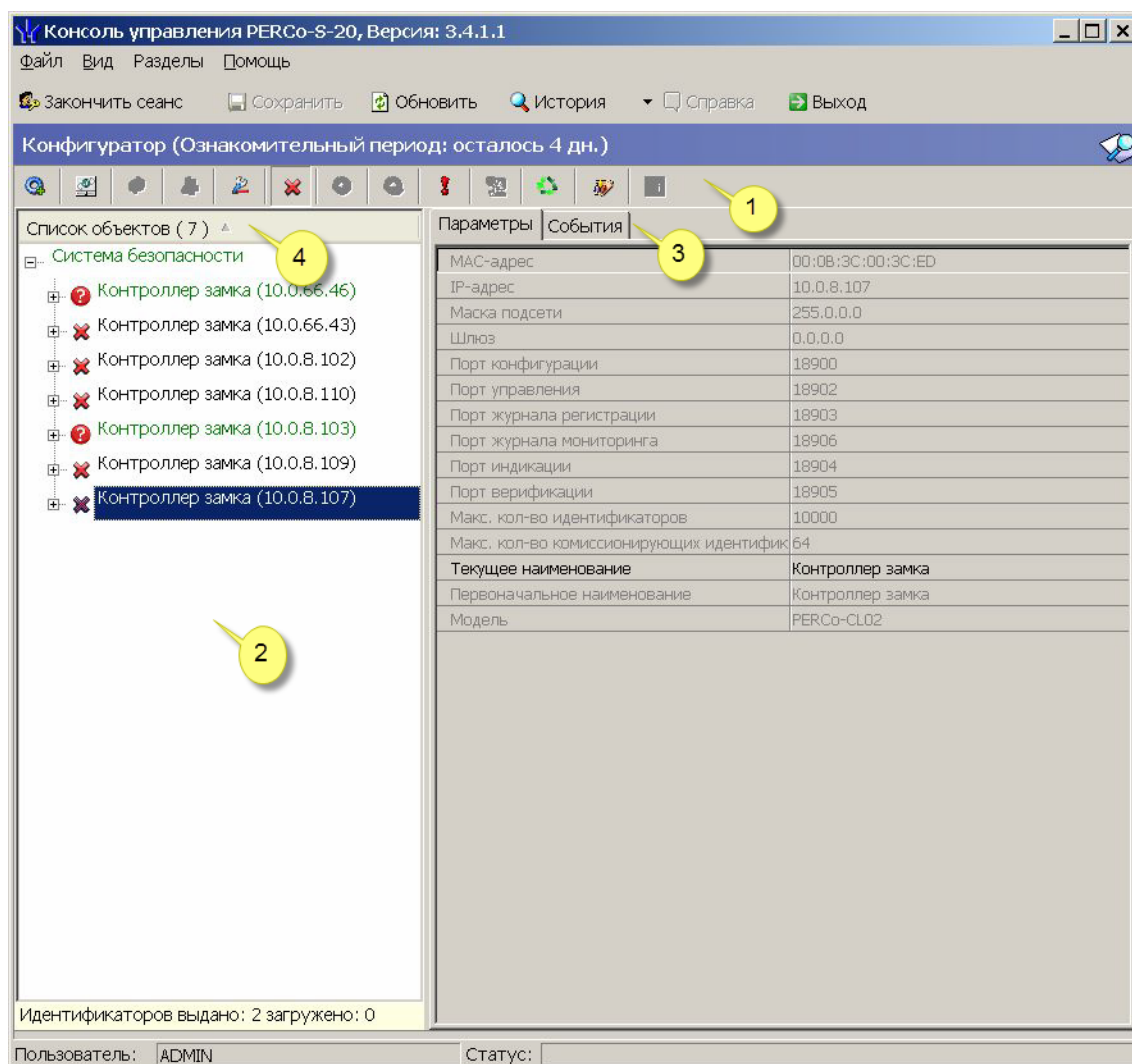 Консоль управления PERCo-S-20, Версия: 3.4.1.1
Файл Вид Разделы Помощь
Закончить сеанс Сохранить Обновить История Справка Выход
Конфигуратор (Ознакомительный период: осталось 4 дн.)
1
Список объектов ( 7 )
4
Параметры События
3
Система безопасности
Контроллер замка (10.0.66.46)
Контроллер замка (10.0.66.43)
Контроллер замка (10.0.8.102)
Контроллер замка (10.0.8.110)
Контроллер замка (10.0.8.103)
Контроллер замка (10.0.8.109)
Контроллер замка (10.0.8.107)
2
MAC-адрес 00:0B:3C:00:3C:ED
IP-адрес 10.0.8.107
Маска подсети 255.0.0.0
Шлюз 0.0.0.0
Порт конфигурации 18900
Порт управления 18902
Порт журнала регистрации 18903
Порт журнала мониторинга 18906
Порт индикации 18904
Порт верификации 18905
Макс. кол-во идентификаторов 10000
Макс. кол-во комиссионирующих идентифик 64
Текущее наименование Контроллер замка
Первоначальное наименование Контроллер замка
Модель PERCo-CL02
Идентификаторов выдано: 2 загружено: 0
Пользователь: ADMIN Статус: